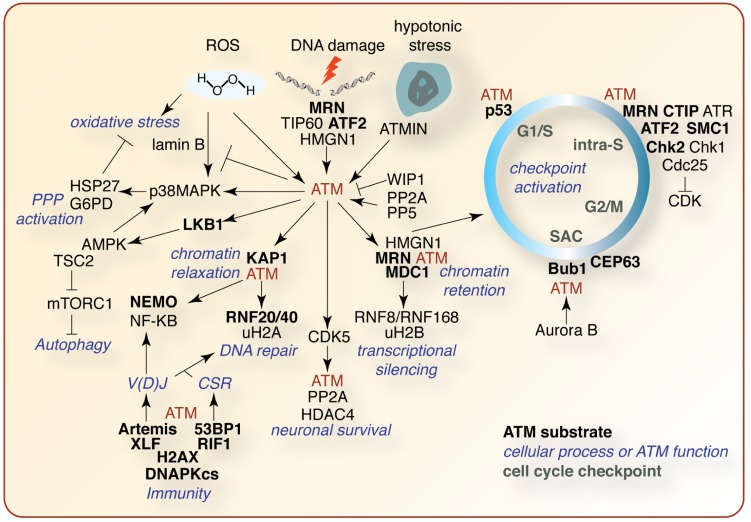 ROS
DNA damage
hypotonic
stress
H O O H
oxidative stress
lamin B
MRN
TIP60 ATF2
HMGN1
ATMIN
HSP27
G6PD
PPP
activation
p38MAPK
ATM
WIP1
PP2A
PP5
LKB1
AMPK
TSC2
mTORC1
Autophagy
chromatin
relaxation
KAP1
ATM
HMGN1
MRN ATM
MDC1
chromatin
retention
NEMO
NF-KB
RNF20/40
uH2A
DNA repair
CDK5
ATM
PP2A
HDAC4
neuronal survival
RNF8/RNF168
uH2B
transcriptional
silencing
V(D)J
CSR
ATM
Artemis
XLF
53BP1
RIF1
H2AX
DNAPKcs
Immunity
ATM
p53
G1/S
intra-S
checkpoint
activation
G2/M
SAC
ATM
MRN CTIP ATR
ATF2 SMC1
Chk2 Chk1
Cdc25
CDK
Bub1
CEP63
ATM
Aurora B
ATM substrate
cellular process or ATM function
cell cycle checkpoint